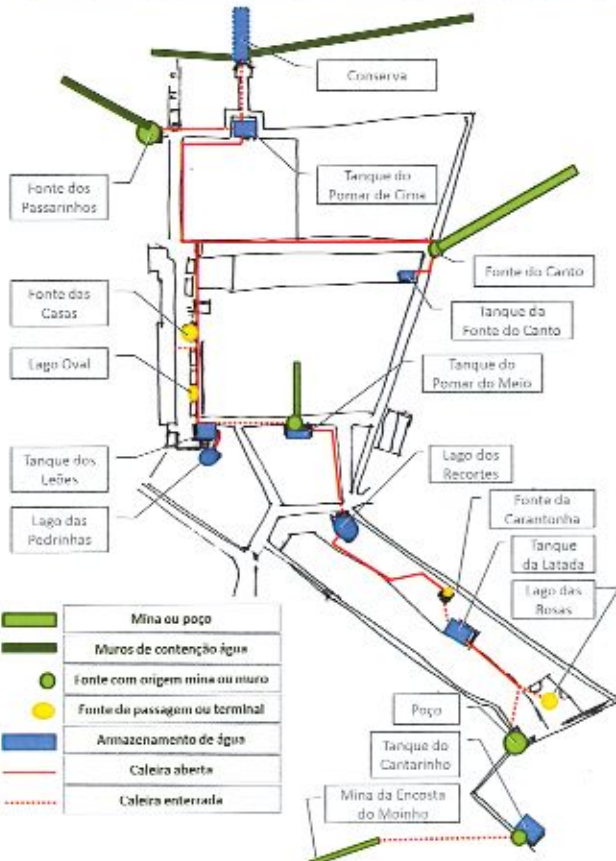 Conserva
Fonte dos
Passarinhos
Tanque do
Pomar de Cima
Fonte do Canto
Fonte das
Casas
Tanque da
Fonte do Canto
Lago Oval
Tanque do
Pomar do Meio
Tanque dos
Leões
Lago dos
Recortes
Lago das
Pedrinhas
Fonte da
Carantonha
Tanque
da Latada
Lago das
Rosas
Mina ou poço
Muros de contenção água
Fonte com origem mina ou muro
Fonte de passagem ou terminal
Armazenamento de água
Caleira aberta
Caleira enterrada
Poço
Tanque do
Cantarinho
Mina da Encosta
do Moinho